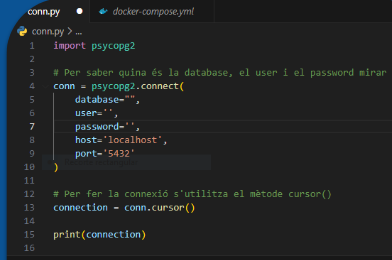 conn.py docker-compose.yml
conn.py > ...
1 import psycopg2
2
3 # Per saber quina és la database, el user i el password mirar
4 conn = psycopg2.connect(
5 database="",
6 user='',
7 password='',
8 host='localhost',
9 port='5432'
10 )
11
12 # Per fer la connexió s'utilitza el mètode cursor()
13 connection = conn.cursor()
14
15 print(connection)
16